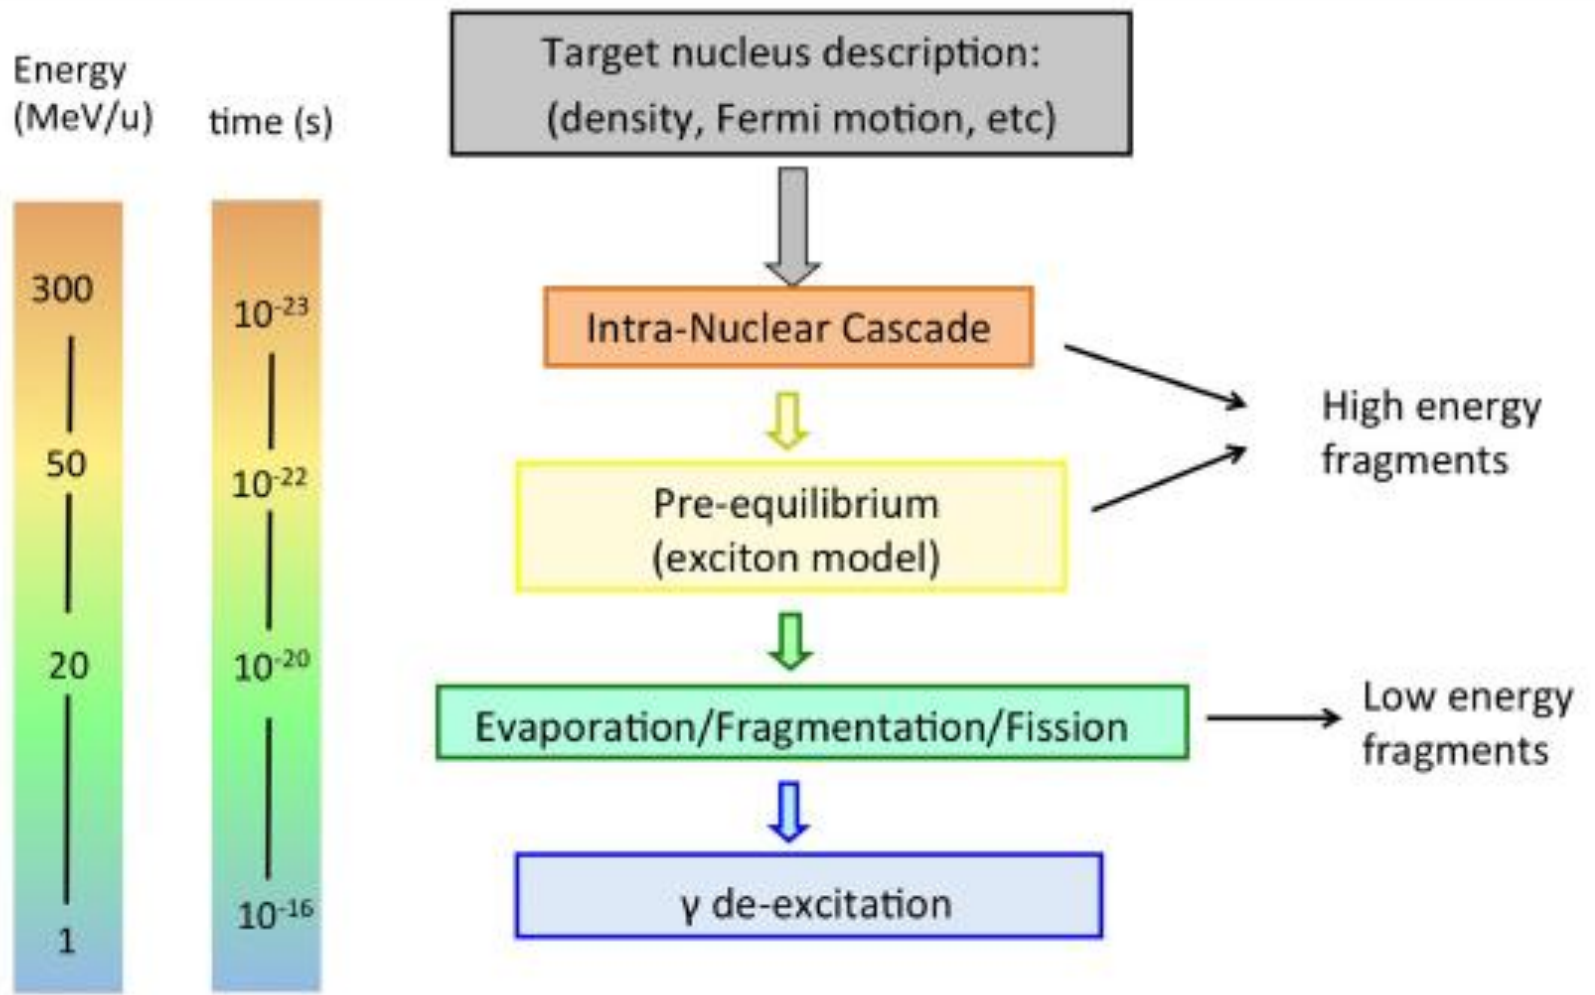 Energy
(MeV/u)
time (s)
300
50
20
1
10⁻²³
10⁻²²
10⁻²⁰
10⁻¹⁶
Target nucleus description:
(density, Fermi motion, etc)
Intra-Nuclear Cascade
Pre-equilibrium
(exciton model)
Evaporation/Fragmentation/Fission
γ de-excitation
High energy
fragments
Low energy
fragments